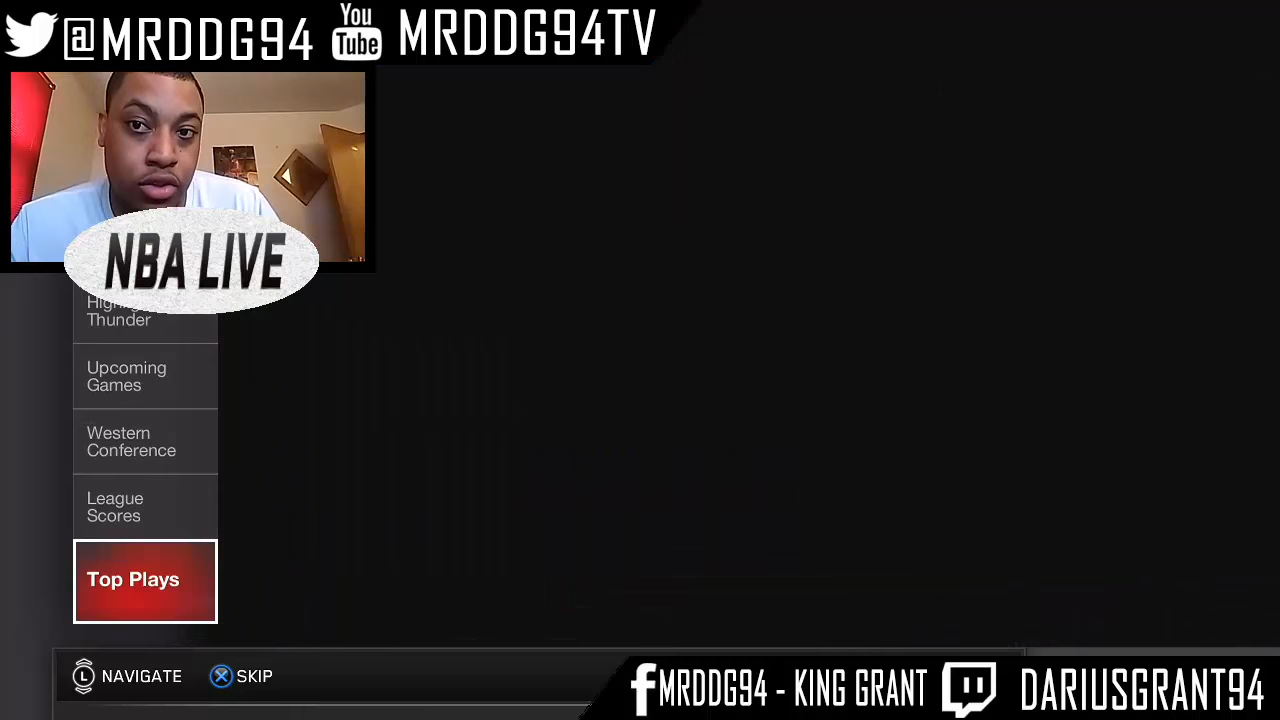 @MRDDG94
You Tube
MRDDG94TV
NBA LIVE
Thunder
Upcoming
Games
Western
Conference
League
Scores
Top Plays
L NAVIGATE
SKIP
MRDDG94 - KING GRANT
DARIUSGRANT94